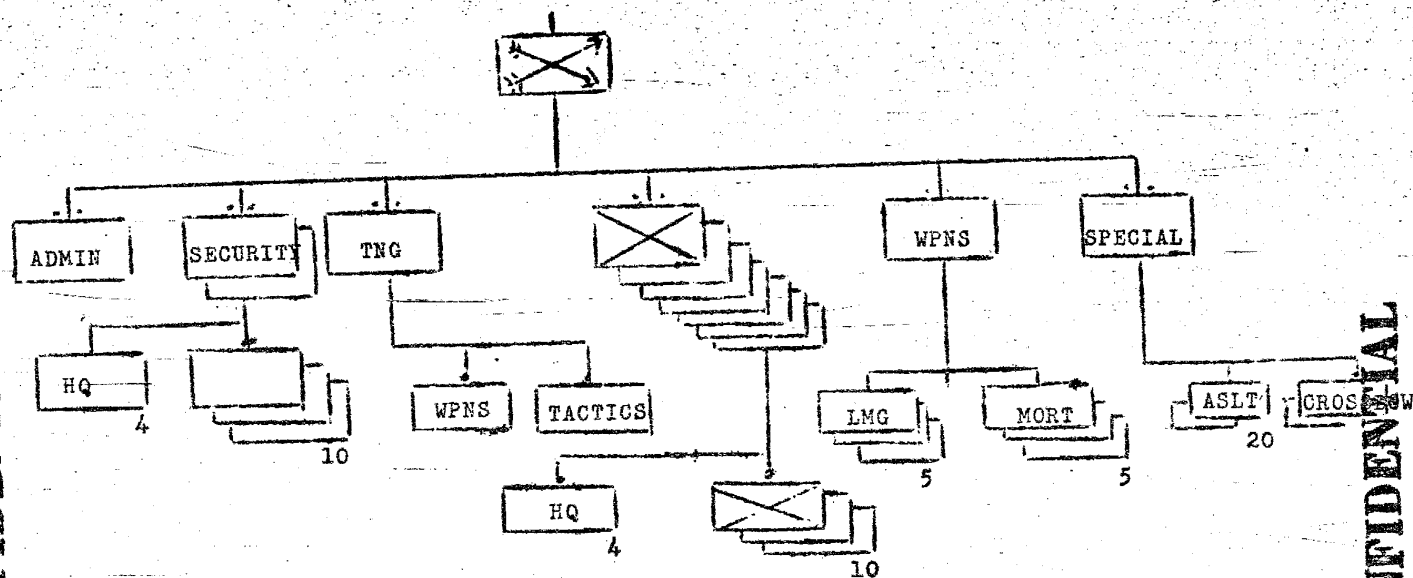 ADMIN
SECURITY
TNG
WPNS
SPECIAL
HQ
4
10
WPNS
TACTICS
LMG
5
MORT
5
ASLT
20
CROSSBOW
HQ
4
10